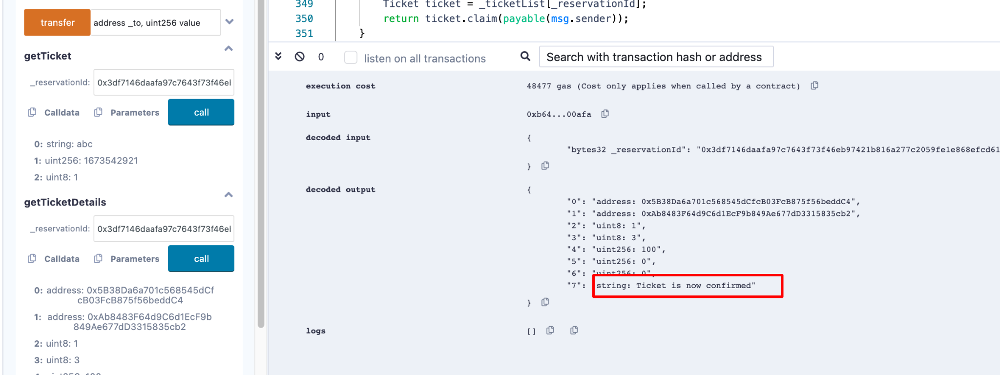 transfer
address _to, uint256 value
getTicket
_reservationId:
0x3df7146daafa97c7643f73f46el
Calldata
Parameters
call
0: string: abc
1: uint256: 1673542921
2: uint8: 1
getTicketDetails
_reservationId:
0x3df7146daafa97c7643f73f46el
Calldata
Parameters
call
0: address: 0x5B38Da6a701c568545dCf
cB03FcB875f56beddC4
1: address: 0xAb8483F64d9C6d1EcF9b
849Ae677dD3315835cb2
2: uint8: 1
3: uint8: 3
349 Ticket ticket = _ticketList[_reservationId];
350 return ticket.claim(payable(msg.sender));
351 }
0
listen on all transactions
Search with transaction hash or address
execution cost
48477 gas (Cost only applies when called by a contract)
input
0xb64...00afa
decoded input
{
"bytes32 _reservationId": "0x3df7146daafa97c7643f73f46eb97421b816a277c2059fe1e868efcd61
}
decoded output
{
"0": "address: 0x5B38Da6a701c568545dCfcB03FcB875f56beddC4",
"1": "address: 0xAb8483F64d9C6d1EcF9b849Ae677dD3315835cb2",
"2": "uint8: 1",
"3": "uint8: 3",
"4": "uint256: 100",
"5": "uint256: 0",
"6": "uint256: 0",
"7": "string: Ticket is now confirmed"
}
logs
[]